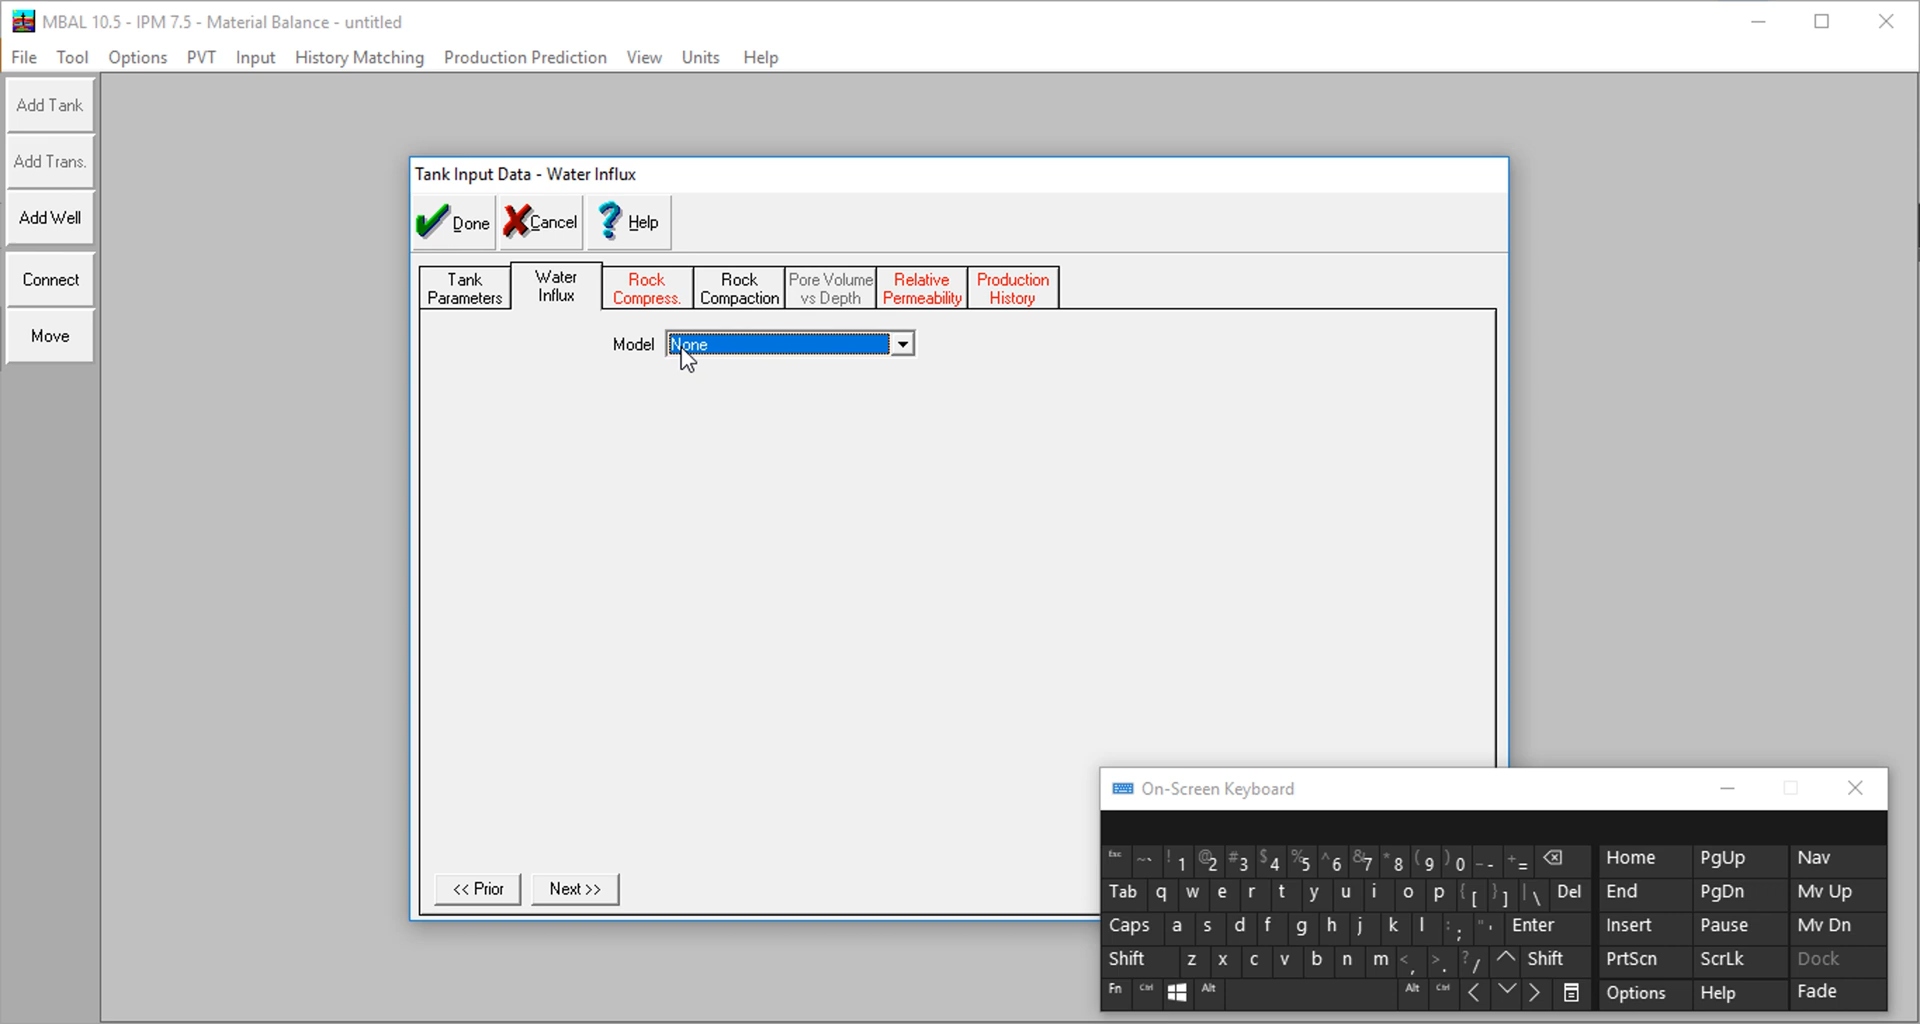 MBAL 10.5 - IPM 7.5 - Material Balance - untitled
File Tool Options PVT Input History Matching Production Prediction View Units Help
Add Tank
Add Trans.
Add Well
Connect
Move
Tank Input Data - Water Influx
Done Cancel Help
Tank Parameters
Water Influx
Rock Compress.
Rock Compaction
Pore Volume vs Depth
Relative Permeability
Production History
Model None
<< Prior Next >>
On-Screen Keyboard
Esc ~` !1 @2 #3 $4 %5 ^6 &7 *8 (9 )0 _- += Home PgUp Nav
Tab q w e r t y u i o p {[ }] |\ Del End PgDn Mv Up
Caps a s d f g h j k l :; "' Enter Insert Pause Mv Dn
Shift z x c v b n m <, >. ?/ Shift PrtScn ScrLk Dock
Fn Ctrl Alt Alt Ctrl Options Help Fade